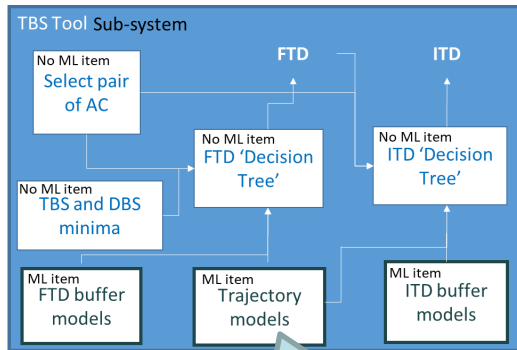 TBS Tool Sub-system
FTD
ITD
No ML item
Select pair
of AC
No ML item
FTD ‘Decision
Tree’
No ML item
ITD ‘Decision
Tree’
No ML item
TBS and DBS
minima
ML item
FTD buffer
models
ML item
Trajectory
models
ML item
ITD buffer
models